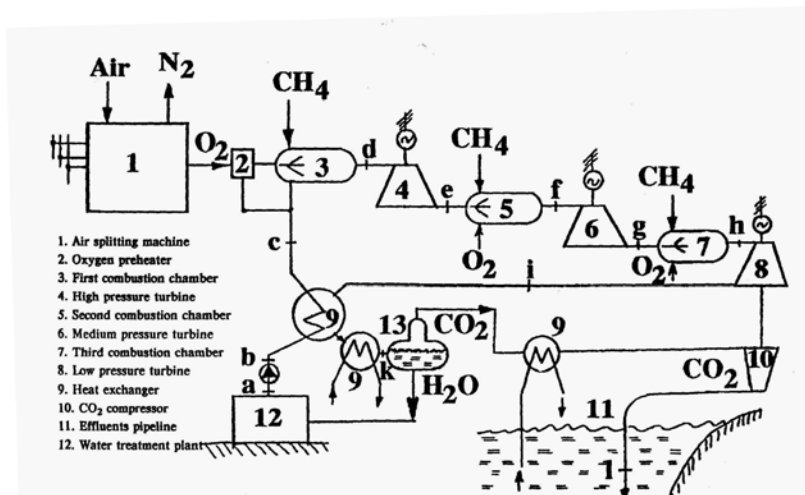 Air N2
CH4
1
O2
2
3
d
4
CH4
e
5
f
O2
6
CH4
g
7
h
O2
8
c
i
1. Air splitting machine
2. Oxygen preheater
3. First combustion chamber
4. High pressure turbine
5. Second combustion chamber
6. Medium pressure turbine
7. Third combustion chamber
8. Low pressure turbine
9. Heat exchanger
10. CO2 compressor
11. Effluents pipeline
12. Water treatment plant
9
13
CO2
9
b
9
k
a
H2O
12
CO2
10
11
1